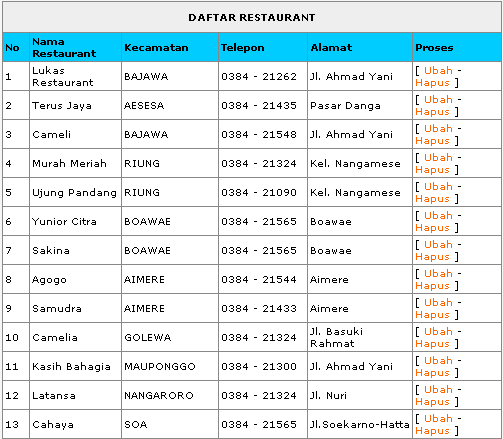 DAFTAR RESTAURANT
No Nama Restaurant Kecamatan Telepon Alamat Proses
1 Lukas Restaurant BAJAWA 0384 - 21262 Jl. Ahmad Yani [ Ubah - Hapus ]
2 Terus Jaya AESESA 0384 - 21435 Pasar Danga [ Ubah - Hapus ]
3 Cameli BAJAWA 0384 - 21548 Jl. Ahmad Yani [ Ubah - Hapus ]
4 Murah Meriah RIUNG 0384 - 21324 Kel. Nangamese [ Ubah - Hapus ]
5 Ujung Pandang RIUNG 0384 - 21090 Kel. Nangamese [ Ubah - Hapus ]
6 Yunior Citra BOAWAE 0384 - 21565 Boawae [ Ubah - Hapus ]
7 Sakina BOAWAE 0384 - 21565 Boawae [ Ubah - Hapus ]
8 Agogo AIMERE 0384 - 21544 Aimere [ Ubah - Hapus ]
9 Samudra AIMERE 0384 - 21433 Aimere [ Ubah - Hapus ]
10 Camelia GOLEWA 0384 - 21324 Jl. Basuki Rahmat [ Ubah - Hapus ]
11 Kasih Bahagia MAUPONGGO 0384 - 21300 Jl. Ahmad Yani [ Ubah - Hapus ]
12 Latansa NANGARORO 0384 - 21324 Jl. Nuri [ Ubah - Hapus ]
13 Cahaya SOA 0384 - 21565 Jl.Soekarno-Hatta [ Ubah - Hapus ]